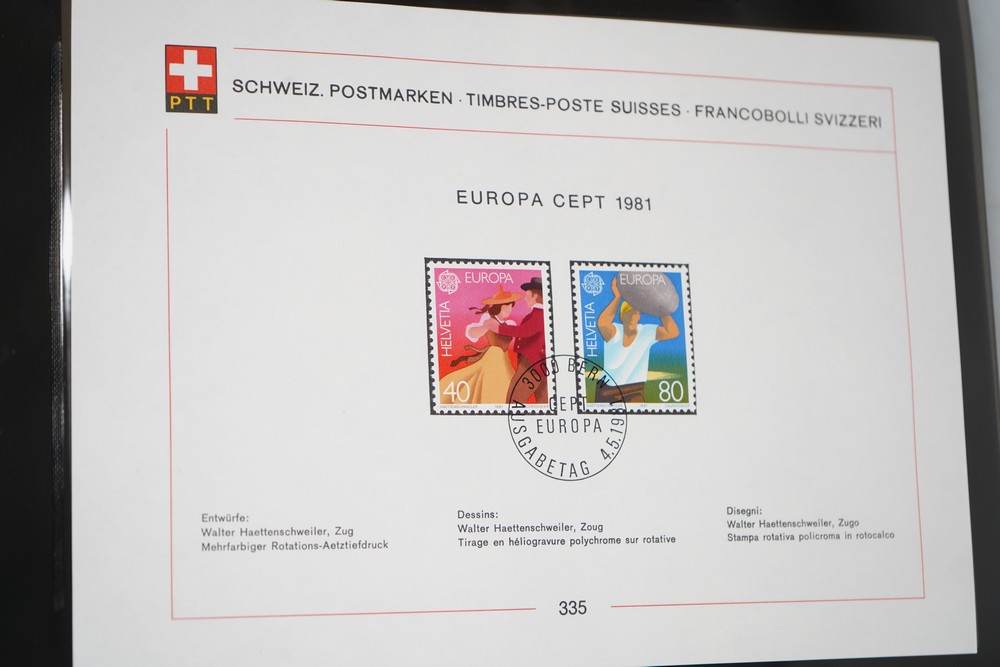 PTT
SCHWEIZ. POSTMARKEN · TIMBRES-POSTE SUISSES · FRANCOBOLLI SVIZZERI
EUROPA CEPT 1981
EUROPA
HELVETIA
40
EUROPA
HELVETIA
80
3000 BERN
CEPT
EUROPA
AUSGABETAG 4.5.1981
Entwürfe:
Walter Haettenschweiler, Zug
Mehrfarbiger Rotations-Aetztiefdruck
Dessins:
Walter Haettenschweiler, Zoug
Tirage en héliogravure polychrome sur rotative
Disegni:
Walter Haettenschweiler, Zugo
Stampa rotativa policroma in rotocalco
335